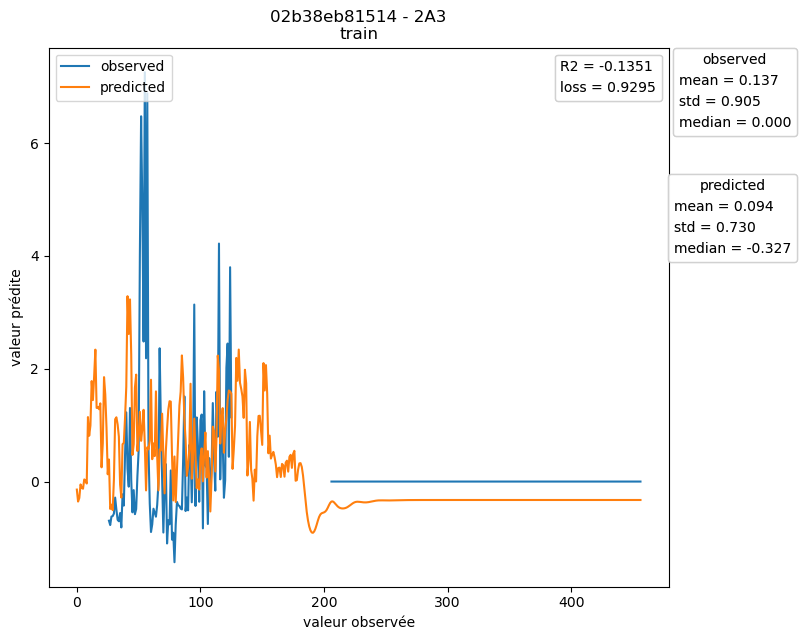 02b38eb81514 - 2A3
train
observed
predicted
R2 = -0.1351
loss = 0.9295
observed
mean = 0.137
std = 0.905
median = 0.000
predicted
mean = 0.094
std = 0.730
median = -0.327
valeur prédite
6
4
2
0
0
100
200
300
400
valeur observée